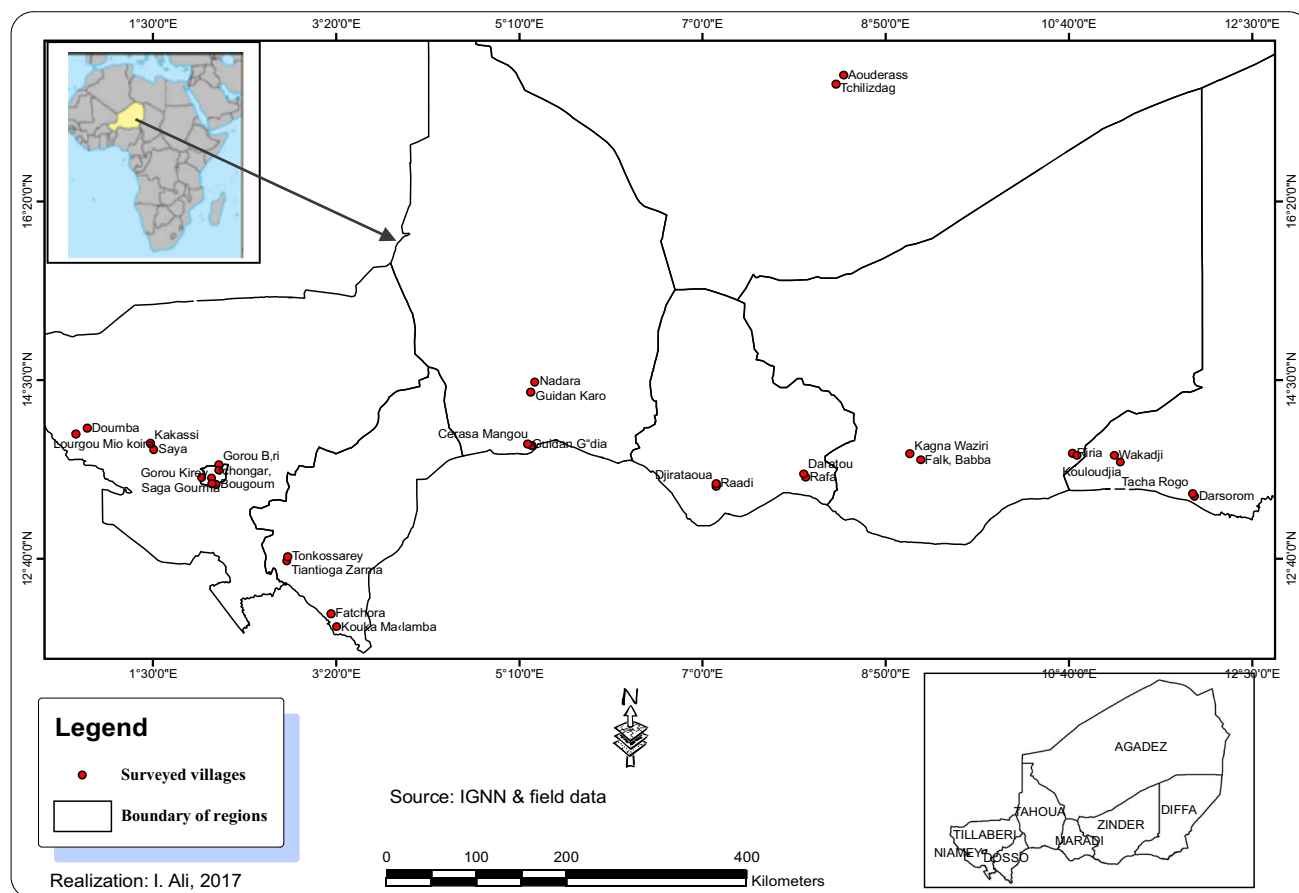 1°30'0"E 3°20'0"E 5°10'0"E 7°0'0"E 8°50'0"E 10°40'0"E 12°30'0"E
16°20'0"N
14°30'0"N
12°40'0"N
16°20'0"N
14°30'0"N
12°40'0"N
Aouderass
Tchilizdag
Nadara
Guidan Karo
Cerasa Mangou
Guidan G"dia
Doumba
Lourgou Mio koira
Kakassi
Saya
Gorou B,ri
Gorou Kirey
chongar,
Saga Gourma
Bougoum
Djirataoua
Raadi
Daratou
Rafa
Kagna Waziri
Falk, Babba
Firia
Kouloudjia
Wakadji
Tacha Rogo
Darsorom
Tonkossarey
Tiantioga Zarma
Fatchora
Kouka Ma‹lamba
1°30'0"E 3°20'0"E 5°10'0"E 7°0'0"E 8°50'0"E 10°40'0"E 12°30'0"E
Legend
Surveyed villages
Boundary of regions
Realization: I. Ali, 2017
N
Source: IGNN & field data
0 100 200 400
Kilometers
AGADEZ
TAHOUA
DIFFA
ZINDER
TILLABERI
MARADI
NIAMEY
DOSSO